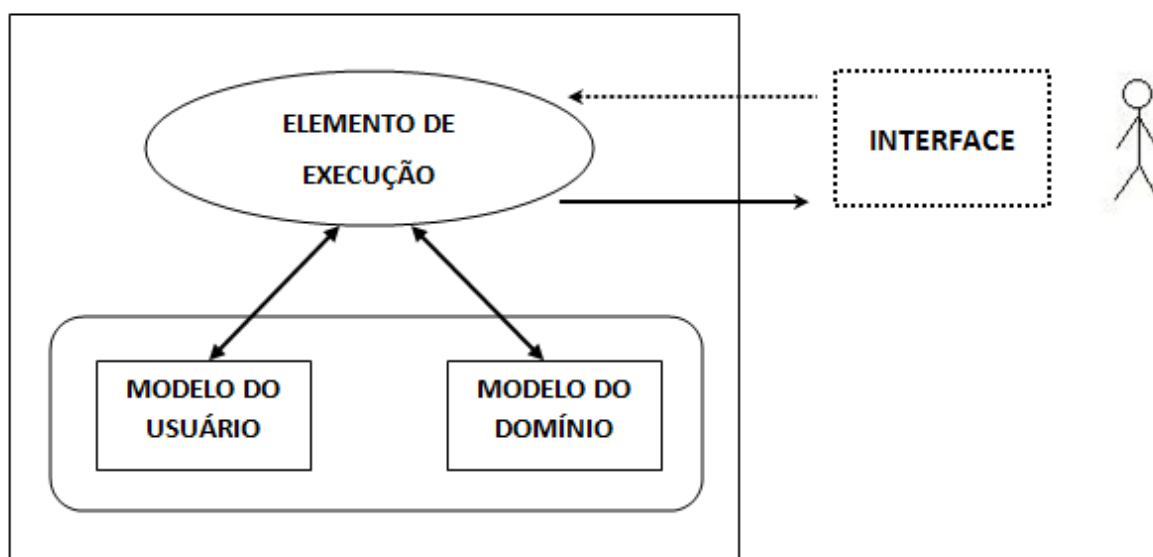 ELEMENTO DE
EXECUÇÃO
INTERFACE
MODELO DO
USUÁRIO
MODELO DO
DOMÍNIO